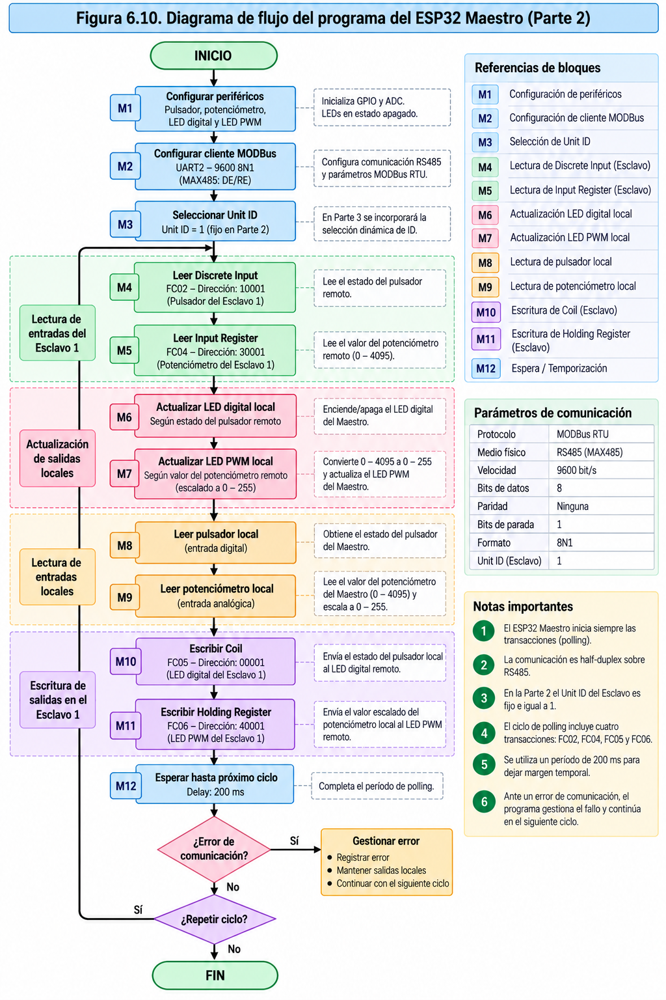 Figura 6.10. Diagrama de flujo del programa del ESP32 Maestro (Parte 2)
INICIO
M1
Configurar periféricos
Pulsador, potenciómetro,
LED digital y LED PWM
Inicializa GPIO y ADC.
LEDs en estado apagado.
M2
Configurar cliente MODBus
UART2 – 9600 8N1
(MAX485: DE/RE)
Configura comunicación RS485
y parámetros MODBus RTU.
M3
Seleccionar Unit ID
Unit ID = 1 (fijo en Parte 2)
En Parte 3 se incorporará la
selección dinámica de ID.
Lectura de
entradas del
Esclavo 1
M4
Leer Discrete Input
FC02 – Dirección: 10001
(Pulsador del Esclavo 1)
Lee el estado del pulsador
remoto.
M5
Leer Input Register
FC04 – Dirección: 30001
(Potenciómetro del Esclavo 1)
Lee el valor del potenciómetro
remoto (0 – 4095).
Actualización
de salidas
locales
M6
Actualizar LED digital local
Según estado del pulsador remoto
Enciende/apaga el LED digital
del Maestro.
M7
Actualizar LED PWM local
Según valor del potenciómetro remoto
(escalado a 0 – 255)
Convierte 0 – 4095 a 0 – 255
y actualiza el LED PWM
del Maestro.
Lectura de
entradas
locales
M8
Leer pulsador local
(entrada digital)
Obtiene el estado del pulsador
del Maestro.
M9
Leer potenciómetro local
(entrada analógica)
Lee el valor del potenciómetro
del Maestro (0 – 4095) y
escala a 0 – 255.
Escritura de
salidas en el
Esclavo 1
M10
Escribir Coil
FC05 – Dirección: 00001
(LED digital del Esclavo 1)
Envía el estado del pulsador local
al LED digital remoto.
M11
Escribir Holding Register
FC06 – Dirección: 40001
(LED PWM del Esclavo 1)
Envía el valor escalado del
potenciómetro local al LED PWM
remoto.
M12
Esperar hasta próximo ciclo
Delay: 200 ms
Completa el período de polling.
¿Error de
comunicación?
Sí
No
Gestionar error
● Registrar error
● Mantener salidas locales
● Continuar con el siguiente ciclo
¿Repetir ciclo?
Sí
No
FIN
Referencias de bloques
M1 Configuración de periféricos
M2 Configuración de cliente MODBus
M3 Selección de Unit ID
M4 Lectura de Discrete Input (Esclavo)
M5 Lectura de Input Register (Esclavo)
M6 Actualización LED digital local
M7 Actualización LED PWM local
M8 Lectura de pulsador local
M9 Lectura de potenciómetro local
M10 Escritura de Coil (Esclavo)
M11 Escritura de Holding Register
(Esclavo)
M12 Espera / Temporización
Parámetros de comunicación
Protocolo MODBus RTU
Medio físico RS485 (MAX485)
Velocidad 9600 bit/s
Bits de datos 8
Paridad Ninguna
Bits de parada 1
Formato 8N1
Unit ID (Esclavo) 1
Notas importantes
1 El ESP32 Maestro inicia siempre las
transacciones (polling).
2 La comunicación es half-duplex sobre
RS485.
3 En la Parte 2 el Unit ID del Esclavo es
fijo e igual a 1.
4 El ciclo de polling incluye cuatro
transacciones: FC02, FC04, FC05 y FC06.
5 Se utiliza un período de 200 ms para
dejar margen temporal.
6 Ante un error de comunicación, el
programa gestiona el fallo y continúa
en el siguiente ciclo.